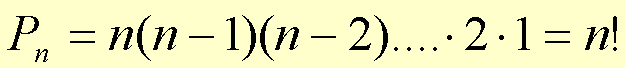 Pₙ = n(n − 1)(n − 2)....· 2 · 1 = n!